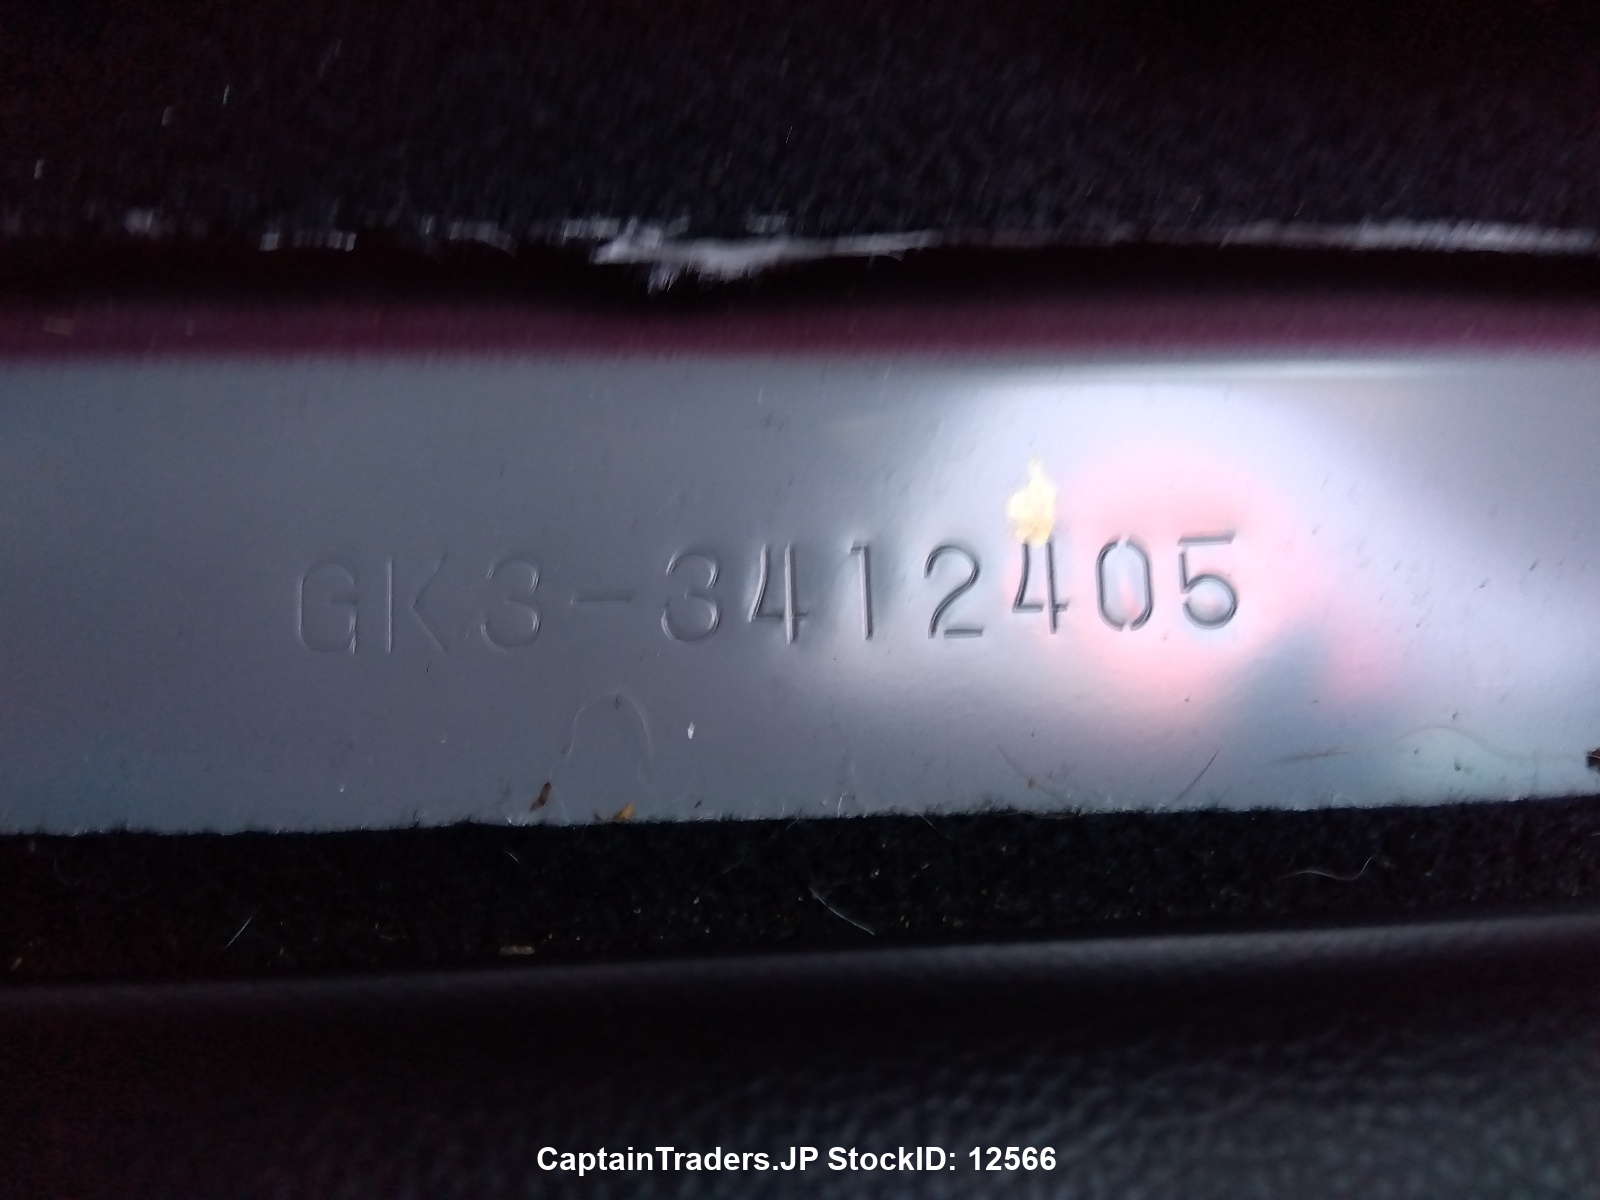 GK3-3412405
CaptainTraders.JP StockID: 12566